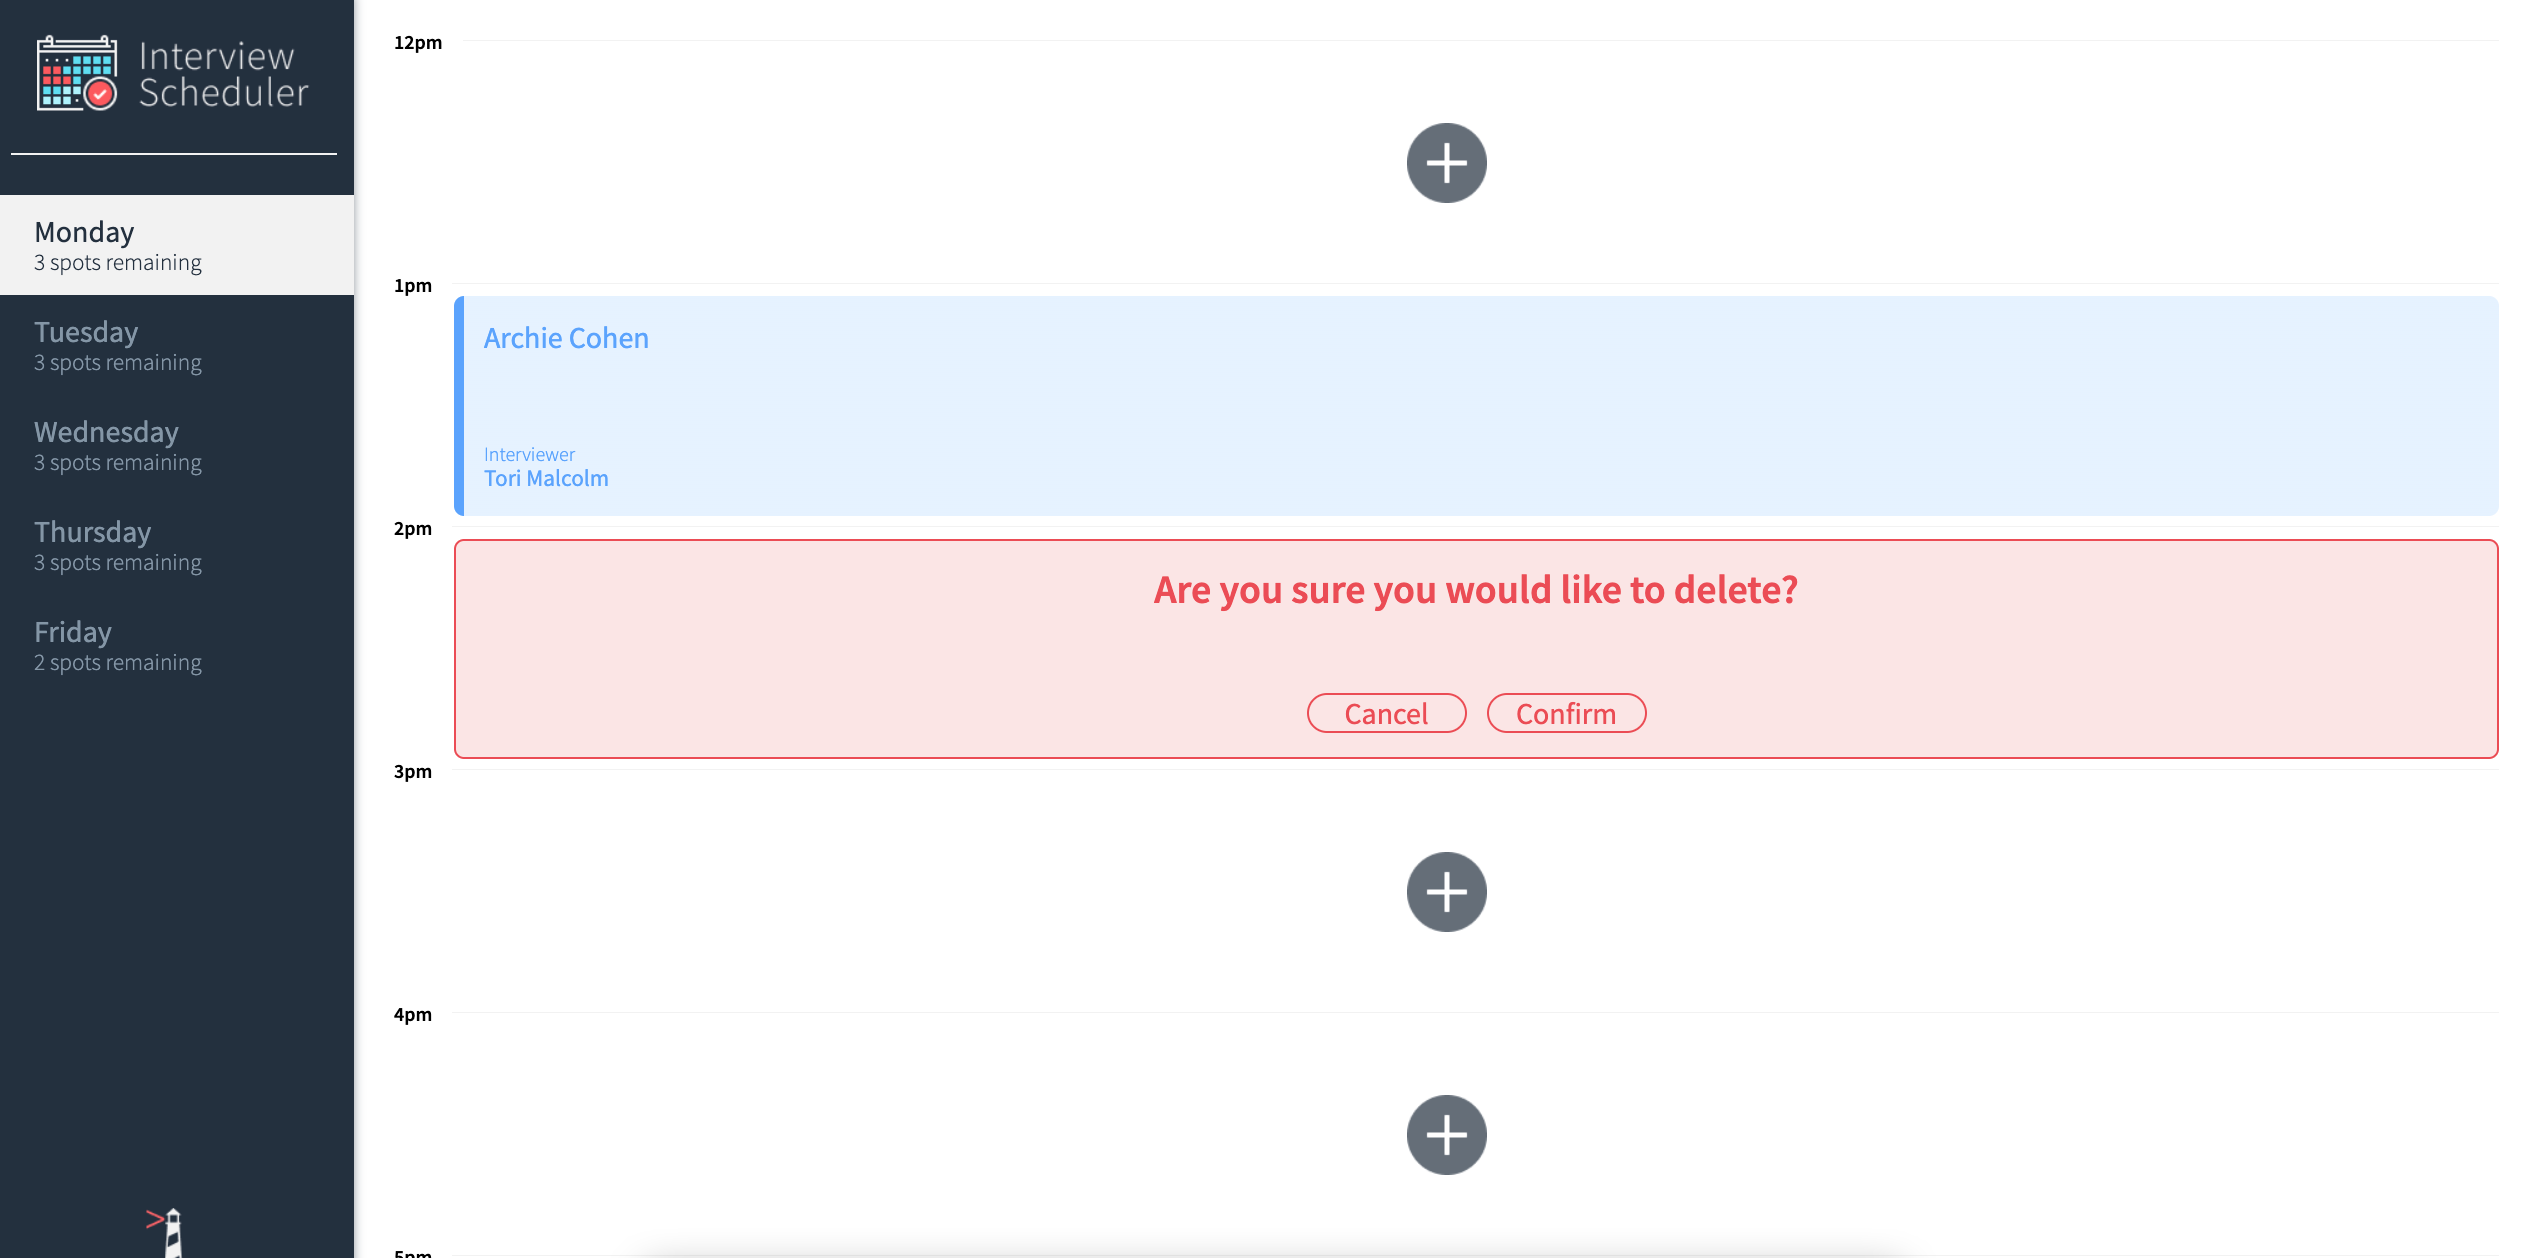 Interview
Scheduler
Monday
3 spots remaining
Tuesday
3 spots remaining
Wednesday
3 spots remaining
Thursday
3 spots remaining
Friday
2 spots remaining
12pm
1pm
Archie Cohen
Interviewer
Tori Malcolm
2pm
Are you sure you would like to delete?
Cancel
Confirm
3pm
4pm
5pm